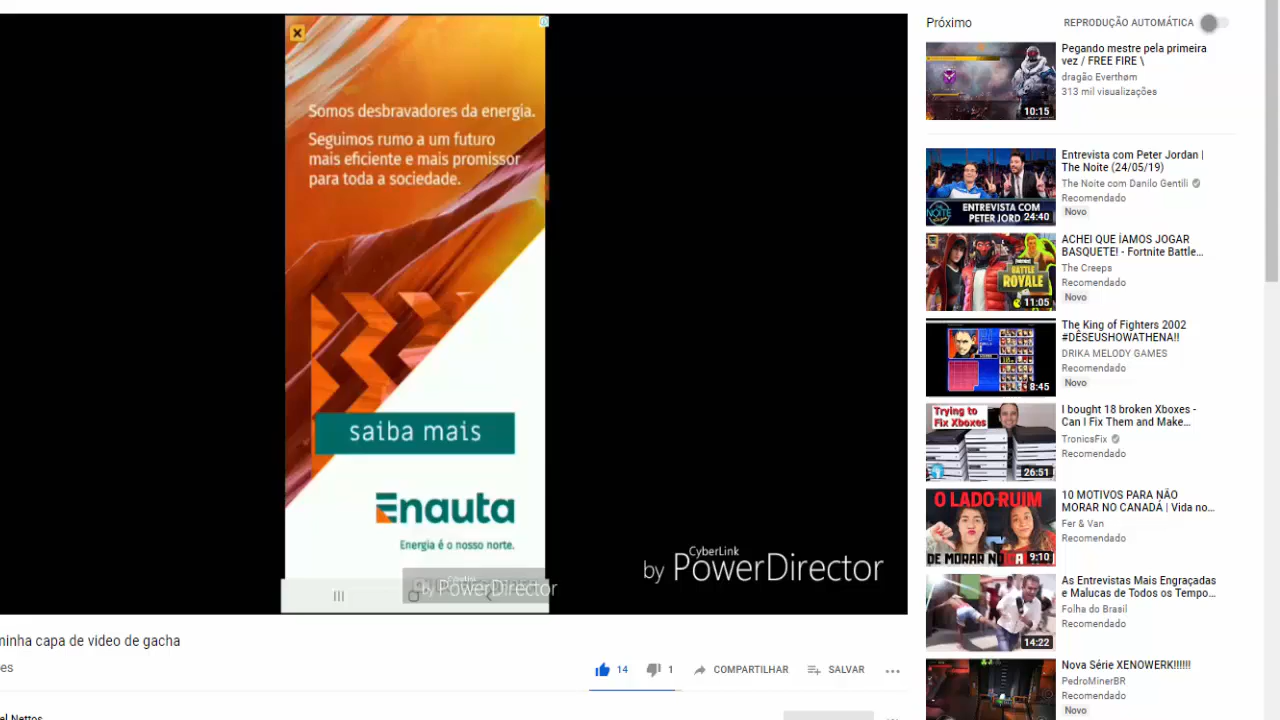 Somos desbravadores da energia.
Seguimos rumo a um futuro
mais eficiente e mais promissor
para toda a sociedade.
saiba mais
Enauta
Energia é o nosso norte.
CyberLink
by PowerDirector
CyberLink
by PowerDirector
minha capa de video de gacha
es
14
1
COMPARTILHAR
SALVAR
el Nettos
Próximo
REPRODUÇÃO AUTOMÁTICA
10:15
Pegando mestre pela primeira
vez / FREE FIRE \
dragão Everthøm
313 mil visualizações
THE NOITE
ENTREVISTA COM
PETER JORD
24:40
Entrevista com Peter Jordan |
The Noite (24/05/19)
The Noite com Danilo Gentili
Recomendado
Novo
BATTLE
ROYALE
11:05
ACHEI QUE ÍAMOS JOGAR
BASQUETE! - Fortnite Battle...
The Creeps
Recomendado
Novo
8:45
The King of Fighters 2002
#DÊSEUSHOWATHENA!!
DRIKA MELODY GAMES
Recomendado
Novo
Trying to
Fix Xboxes
26:51
I bought 18 broken Xboxes -
Can I Fix Them and Make...
TronicsFix
Recomendado
O LADO RUIM
DE MORAR NO
9:10
10 MOTIVOS PARA NÃO
MORAR NO CANADÁ | Vida no...
Fer & Van
Recomendado
14:22
As Entrevistas Mais Engraçadas
e Malucas de Todos os Tempo...
Folha do Brasil
Recomendado
Nova Série XENOWERK!!!!!!
PedroMinerBR
Recomendado
Novo